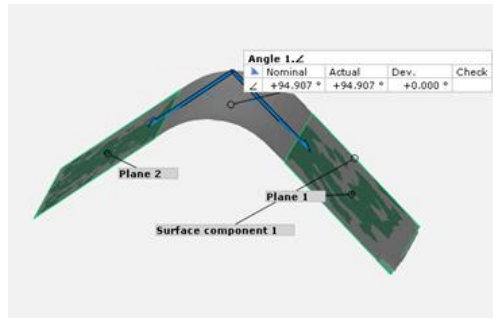 Angle 1.∠
Nominal Actual Dev. Check
∠ +94.907 ° +94.907 ° +0.000 °
Plane 2
Plane 1
Surface component 1